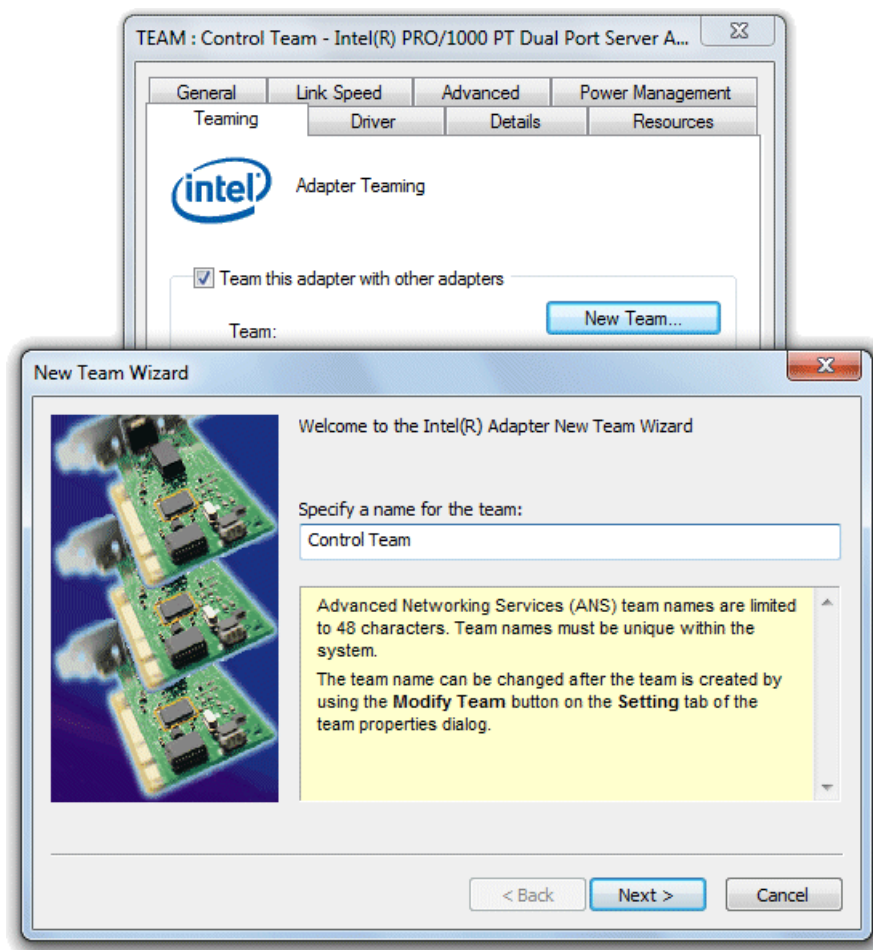 TEAM : Control Team - Intel(R) PRO/1000 PT Dual Port Server A...
General Link Speed Advanced Power Management
Teaming Driver Details Resources
intel Adapter Teaming
Team this adapter with other adapters
New Team...
Team:
New Team Wizard
Welcome to the Intel(R) Adapter New Team Wizard
Specify a name for the team:
Control Team
Advanced Networking Services (ANS) team names are limited
to 48 characters. Team names must be unique within the
system.
The team name can be changed after the team is created by
using the Modify Team button on the Setting tab of the
team properties dialog.
< Back Next > Cancel